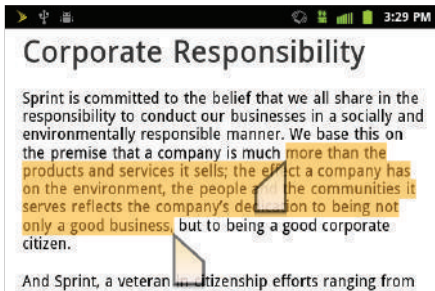 3:29 PM
Corporate Responsibility
Sprint is committed to the belief that we all share in the
responsibility to conduct our businesses in a socially and
environmentally responsible manner. We base this on
the premise that a company is much more than the
products and services it sells; the effect a company has
on the environment, the people and the communities it
serves reflects the company's dedication to being not
only a good business, but to being a good corporate
citizen.
And Sprint, a veteran in citizenship efforts ranging from